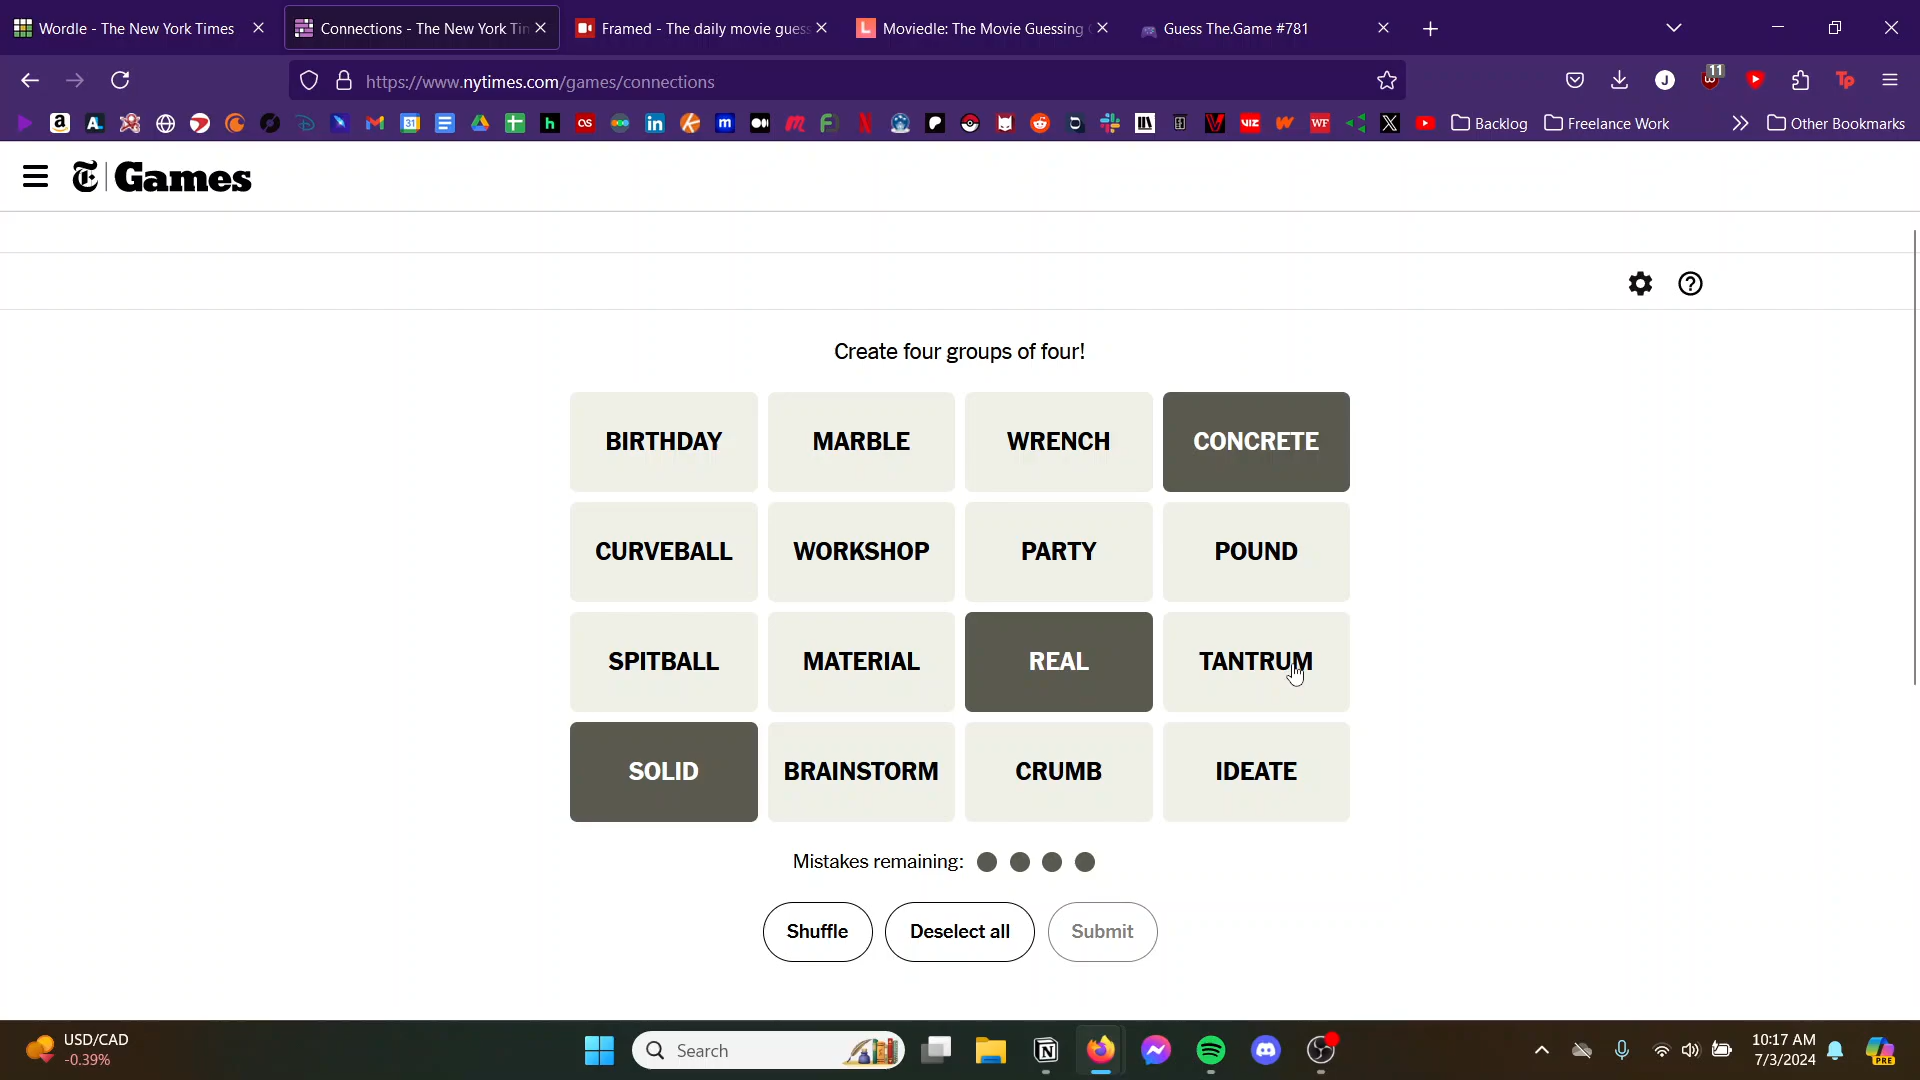 Wordle - The New York Times
Connections - The New York Tim
Framed - The daily movie guess
Moviedle: The Movie Guessing
Guess The.Game #781
https://www.nytimes.com/games/connections
11
Backlog
Freelance Work
Other Bookmarks
Games
Create four groups of four!
BIRTHDAY MARBLE WRENCH CONCRETE
CURVEBALL WORKSHOP PARTY POUND
SPITBALL MATERIAL REAL TANTRUM
SOLID BRAINSTORM CRUMB IDEATE
Mistakes remaining:
Shuffle Deselect all Submit
USD/CAD
-0.39%
Search
10:17 AM
7/3/2024